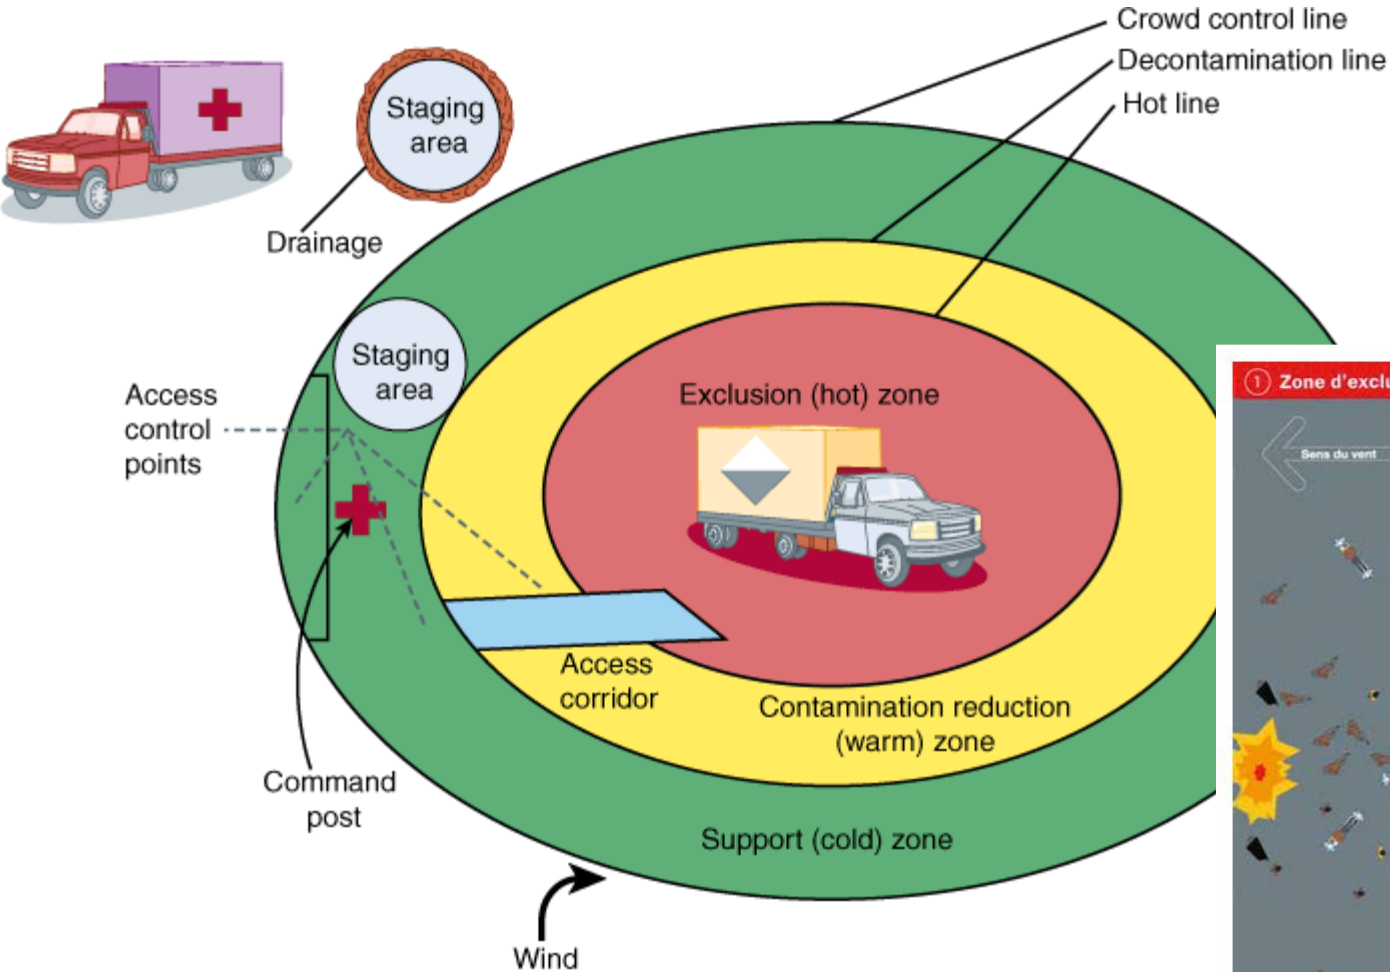 Crowd control line
Decontamination line
Hot line
Staging
area
Drainage
Staging
area
Access
control
points
Exclusion (hot) zone
1 Zone d'exclu
Sens du vent
Access
corridor
Contamination reduction
(warm) zone
Command
post
Support (cold) zone
Wind